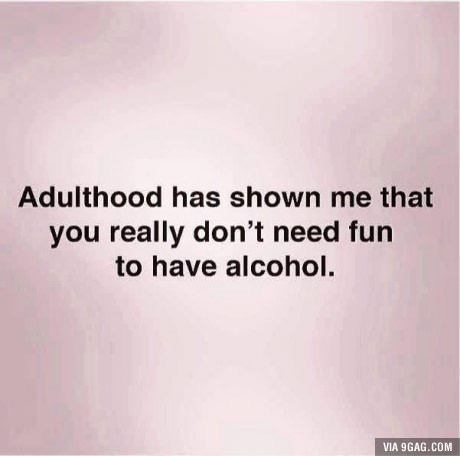 Adulthood has shown me that
you really don't need fun
to have alcohol.
VIA 9GAG.COM